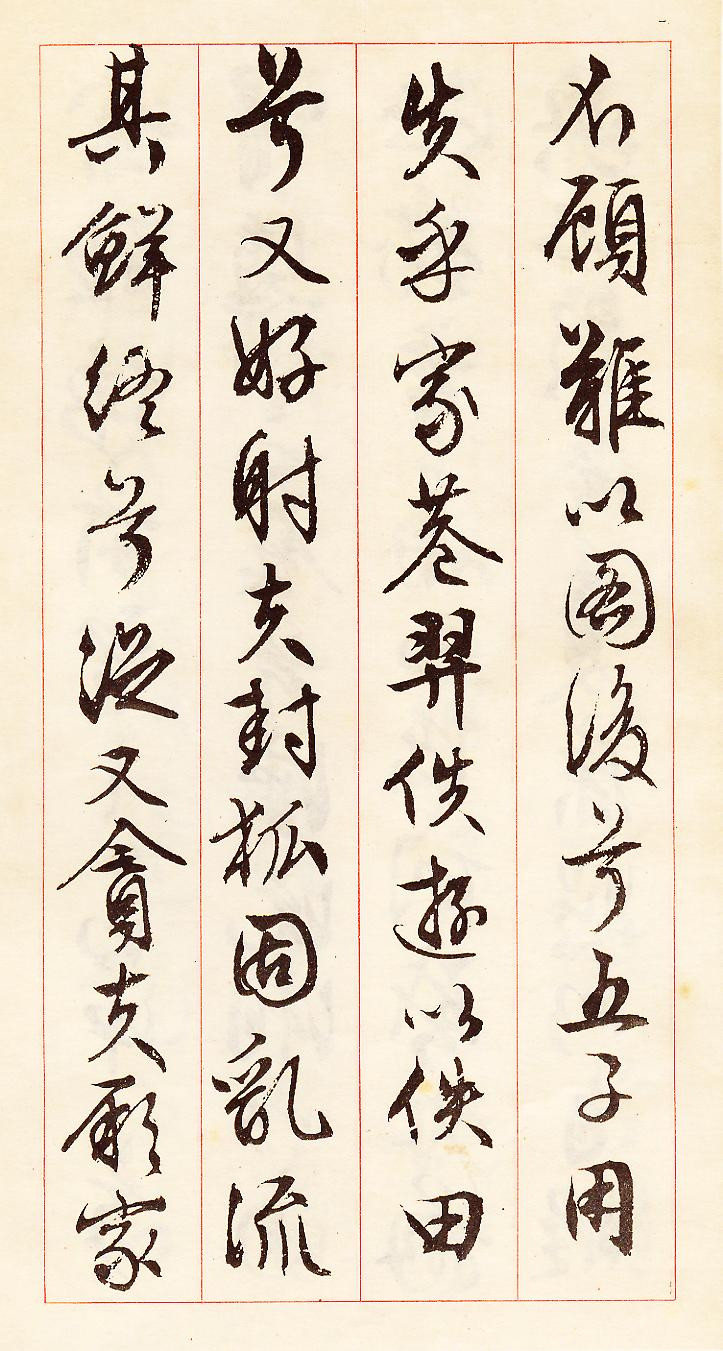 不顧難以圖後兮五子用
失乎家巷羿佚遊以佚田
兮又好射夫封狐固亂流
其鮮終兮浞又貪夫厥家